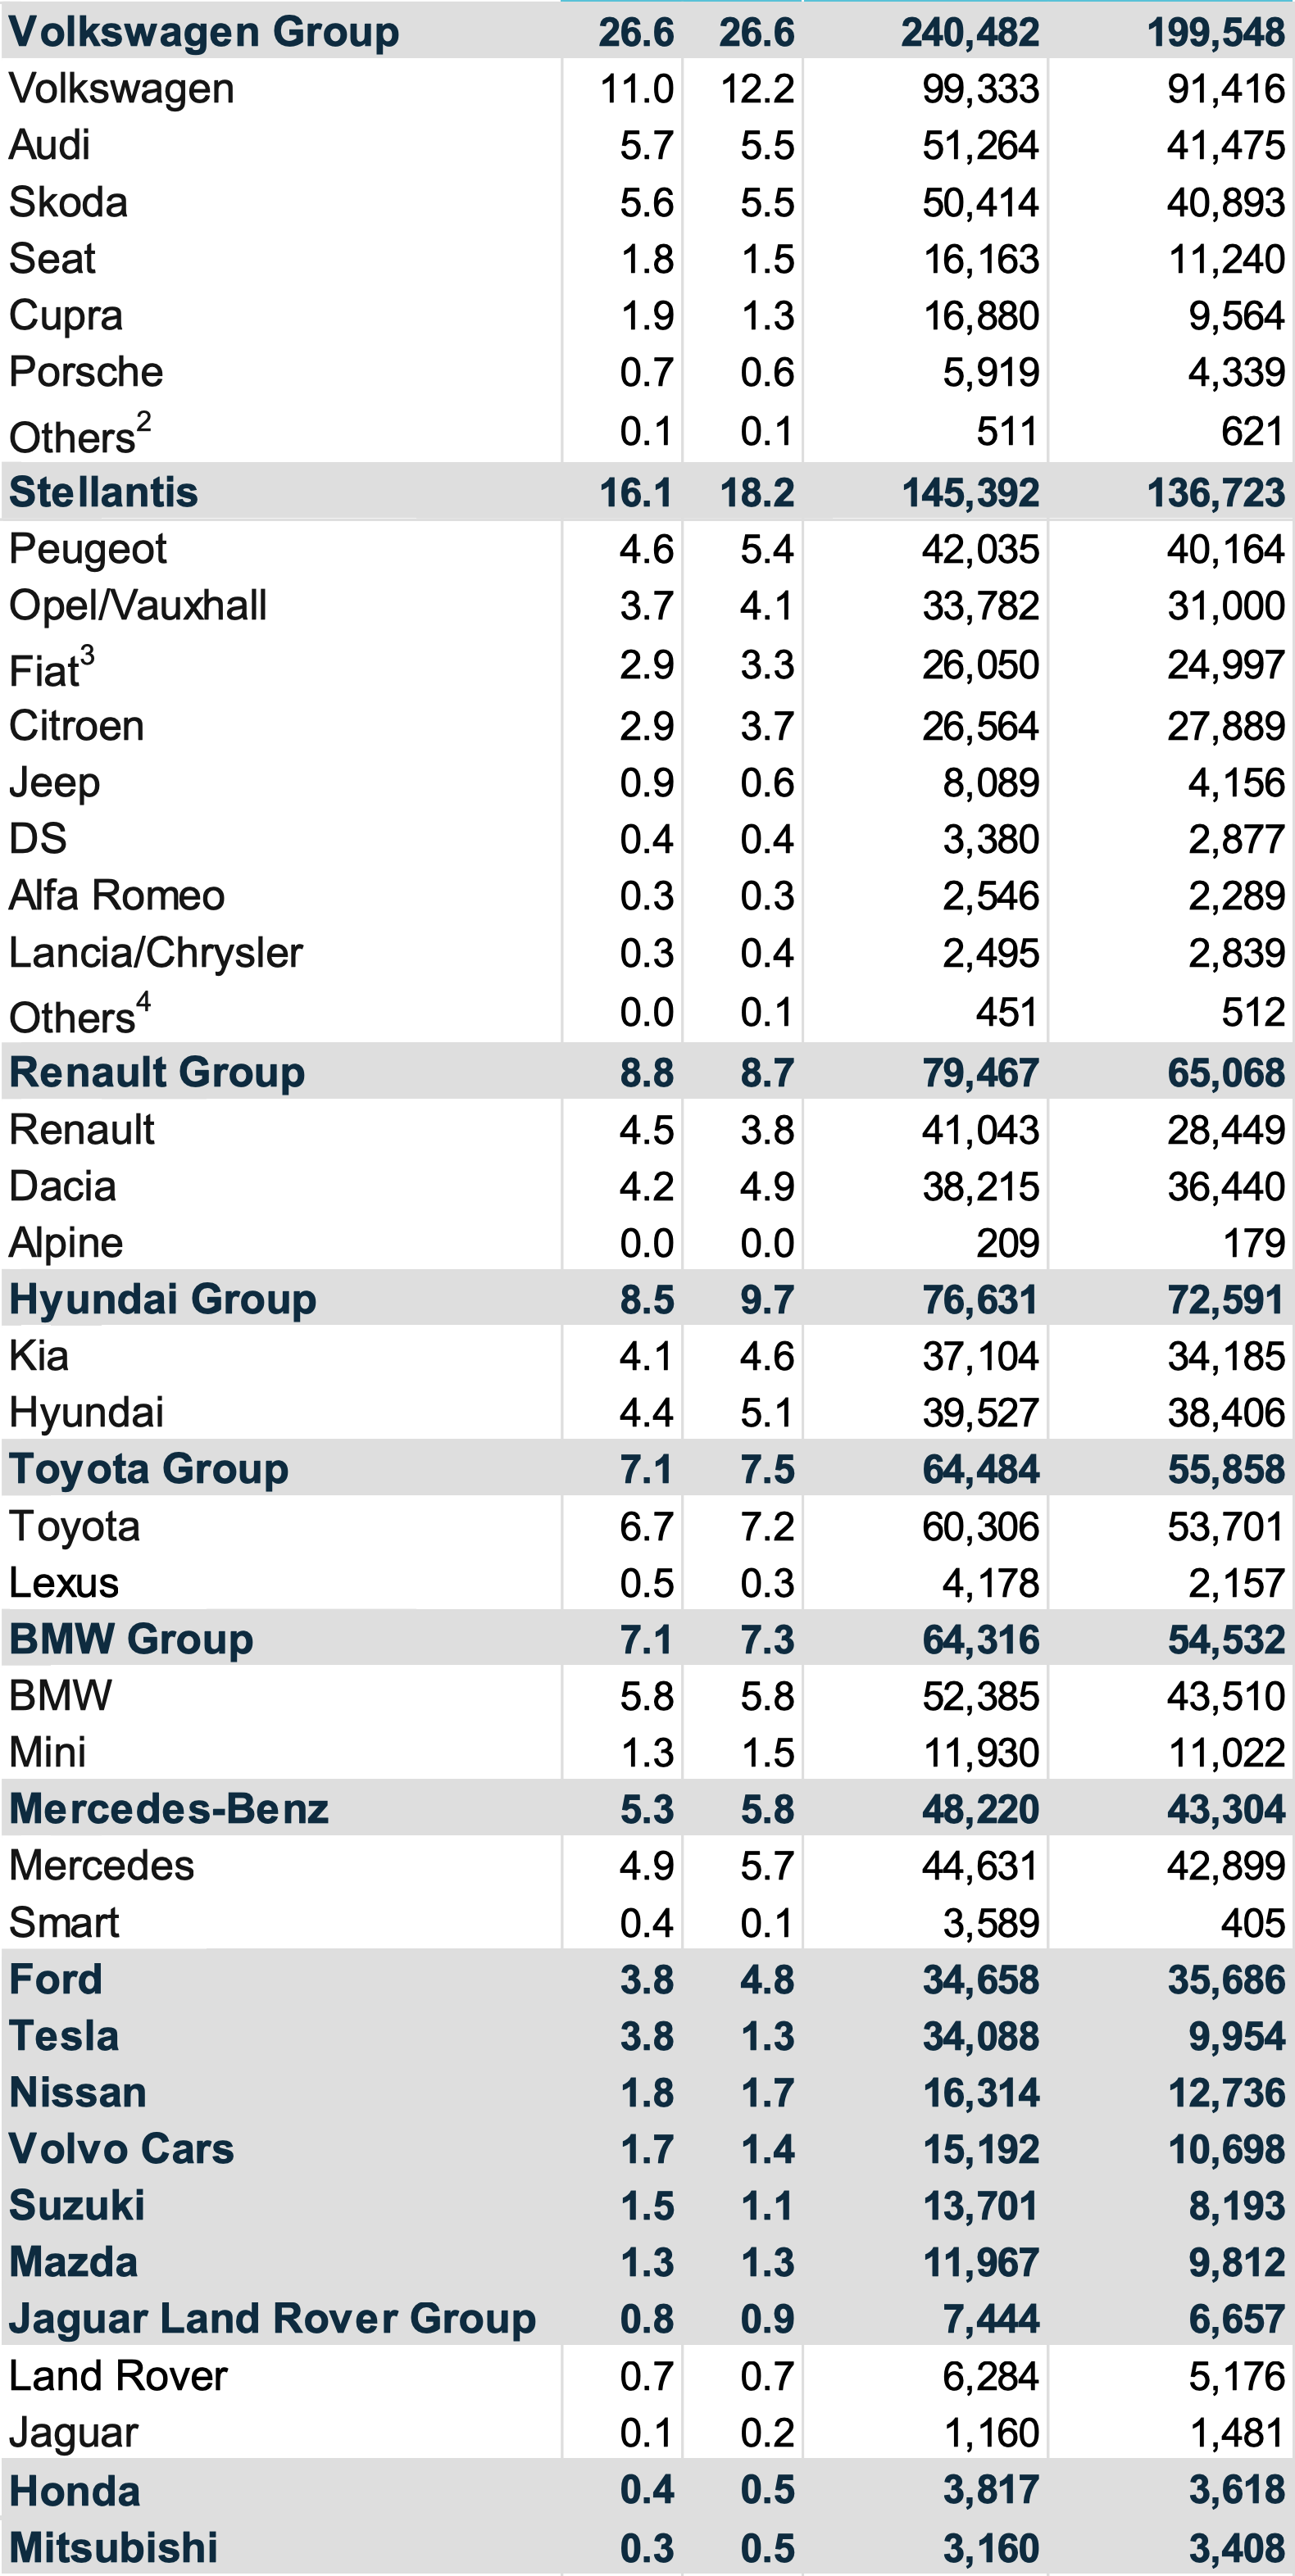 Volkswagen Group 26.6 26.6 240,482 199,548
Volkswagen 11.0 12.2 99,333 91,416
Audi 5.7 5.5 51,264 41,475
Skoda 5.6 5.5 50,414 40,893
Seat 1.8 1.5 16,163 11,240
Cupra 1.9 1.3 16,880 9,564
Porsche 0.7 0.6 5,919 4,339
Others² 0.1 0.1 511 621
Stellantis 16.1 18.2 145,392 136,723
Peugeot 4.6 5.4 42,035 40,164
Opel/Vauxhall 3.7 4.1 33,782 31,000
Fiat³ 2.9 3.3 26,050 24,997
Citroen 2.9 3.7 26,564 27,889
Jeep 0.9 0.6 8,089 4,156
DS 0.4 0.4 3,380 2,877
Alfa Romeo 0.3 0.3 2,546 2,289
Lancia/Chrysler 0.3 0.4 2,495 2,839
Others⁴ 0.0 0.1 451 512
Renault Group 8.8 8.7 79,467 65,068
Renault 4.5 3.8 41,043 28,449
Dacia 4.2 4.9 38,215 36,440
Alpine 0.0 0.0 209 179
Hyundai Group 8.5 9.7 76,631 72,591
Kia 4.1 4.6 37,104 34,185
Hyundai 4.4 5.1 39,527 38,406
Toyota Group 7.1 7.5 64,484 55,858
Toyota 6.7 7.2 60,306 53,701
Lexus 0.5 0.3 4,178 2,157
BMW Group 7.1 7.3 64,316 54,532
BMW 5.8 5.8 52,385 43,510
Mini 1.3 1.5 11,930 11,022
Mercedes-Benz 5.3 5.8 48,220 43,304
Mercedes 4.9 5.7 44,631 42,899
Smart 0.4 0.1 3,589 405
Ford 3.8 4.8 34,658 35,686
Tesla 3.8 1.3 34,088 9,954
Nissan 1.8 1.7 16,314 12,736
Volvo Cars 1.7 1.4 15,192 10,698
Suzuki 1.5 1.1 13,701 8,193
Mazda 1.3 1.3 11,967 9,812
Jaguar Land Rover Group 0.8 0.9 7,444 6,657
Land Rover 0.7 0.7 6,284 5,176
Jaguar 0.1 0.2 1,160 1,481
Honda 0.4 0.5 3,817 3,618
Mitsubishi 0.3 0.5 3,160 3,408